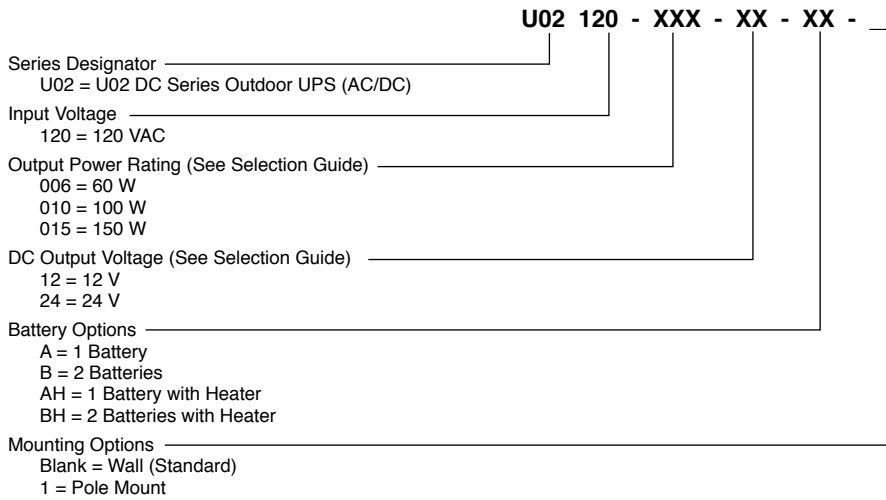 U02 120 - XXX - XX - XX - _
Series Designator
U02 = U02 DC Series Outdoor UPS (AC/DC)
Input Voltage
120 = 120 VAC
Output Power Rating (See Selection Guide)
006 = 60 W
010 = 100 W
015 = 150 W
DC Output Voltage (See Selection Guide)
12 = 12 V
24 = 24 V
Battery Options
A = 1 Battery
B = 2 Batteries
AH = 1 Battery with Heater
BH = 2 Batteries with Heater
Mounting Options
Blank = Wall (Standard)
1 = Pole Mount